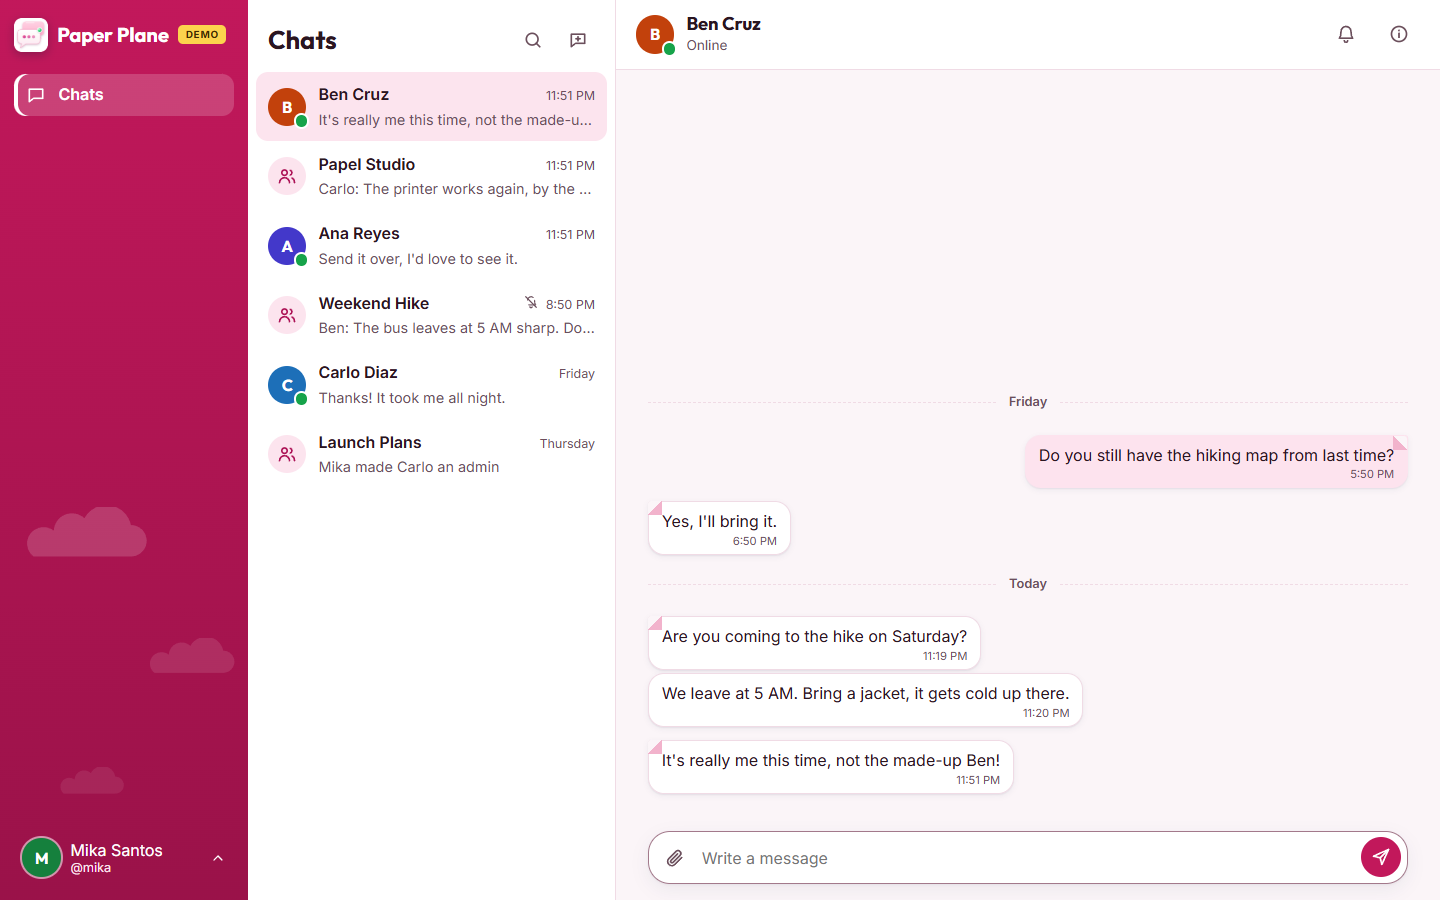 Paper Plane DEMO
Chats
M
Mika Santos
@mika
Chats
B
Ben Cruz 11:51 PM
It's really me this time, not the made-u...
Papel Studio 11:51 PM
Carlo: The printer works again, by the ...
A
Ana Reyes 11:51 PM
Send it over, I'd love to see it.
Weekend Hike 8:50 PM
Ben: The bus leaves at 5 AM sharp. Do...
C
Carlo Diaz Friday
Thanks! It took me all night.
Launch Plans Thursday
Mika made Carlo an admin
B
Ben Cruz
Online
Friday
Do you still have the hiking map from last time?
5:50 PM
Yes, I'll bring it.
6:50 PM
Today
Are you coming to the hike on Saturday?
11:19 PM
We leave at 5 AM. Bring a jacket, it gets cold up there.
11:20 PM
It's really me this time, not the made-up Ben!
11:51 PM
Write a message